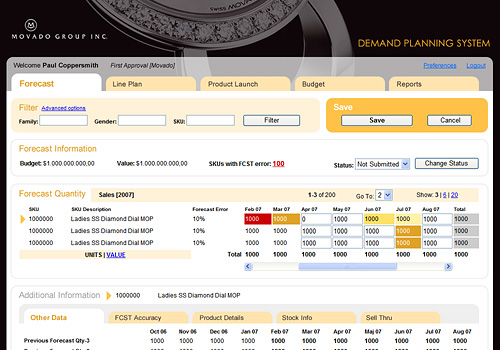 SWISS MOVADO
MOVADO GROUP INC.
DEMAND PLANNING SYSTEM
Welcome Paul Coppersmith First Approval [Movado] Preferences Logout
Forecast Line Plan Product Launch Budget Reports
Filter Advanced options Save
Family: Gender: SKU: Filter Save Cancel
Forecast Information
Budget: $1.000.000.000,00 Value: $1.000.000.000,00 SKUs with FCST error: 100 Status: Not Submitted Change Status
Forecast Quantity Sales [2007] 1-3 of 200 Go To: 2 Show: 3 | 6 | 20
SKU SKU Description Forecast Error Feb 07 Mar 07 Apr 07 May 07 Jun 07 Jul 07 Aug 07 Total
1000000 Ladies SS Diamond Dial MOP 10% 1000 1000 0 1000 1000 1000 1000 1000
1000000 Ladies SS Diamond Dial MOP 10% 1000 1000 1000 1000 1000 1000 1000 1000
1000000 Ladies SS Diamond Dial MOP 10% 1000 1000 1000 1000 1000 1000 1000 1000
UNITS | VALUE Total 1000 1000 1000 1000 1000 1000 1000 1000
Additional Information 1000000 Ladies SS Diamond Dial MOP
Other Data FCST Accuracy Product Details Stock Info Sell Thru
Oct 06 Nov 06 Dec 06 Jan 07 Feb 07 Mar 07 Apr 07 Maj 07 Jun 07 Jul 07 Aug 07
Previous Forecast Qty-3 1000 1000 1000 1000 1000 1000 1000 1000 1000 1000 1000